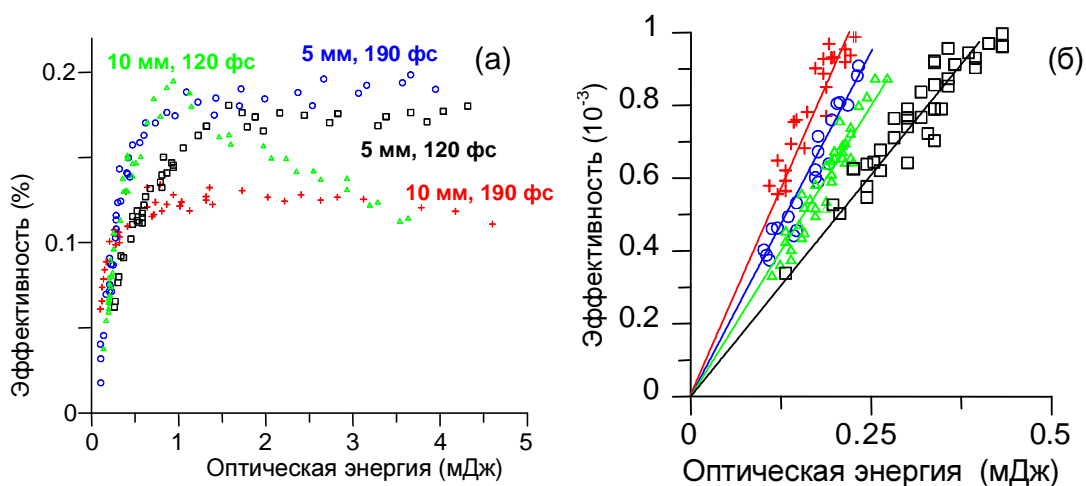 (а)
10 мм, 120 фс
5 мм, 190 фс
5 мм, 120 фс
10 мм, 190 фс
Эффективность (%)
0.2
0.1
0
0
1
2
3
4
5
Оптическая энергия (мДж)
(б)
Эффективность (10⁻³)
1
0.8
0.6
0.4
0.2
0
0
0.25
0.5
Оптическая энергия (мДж)